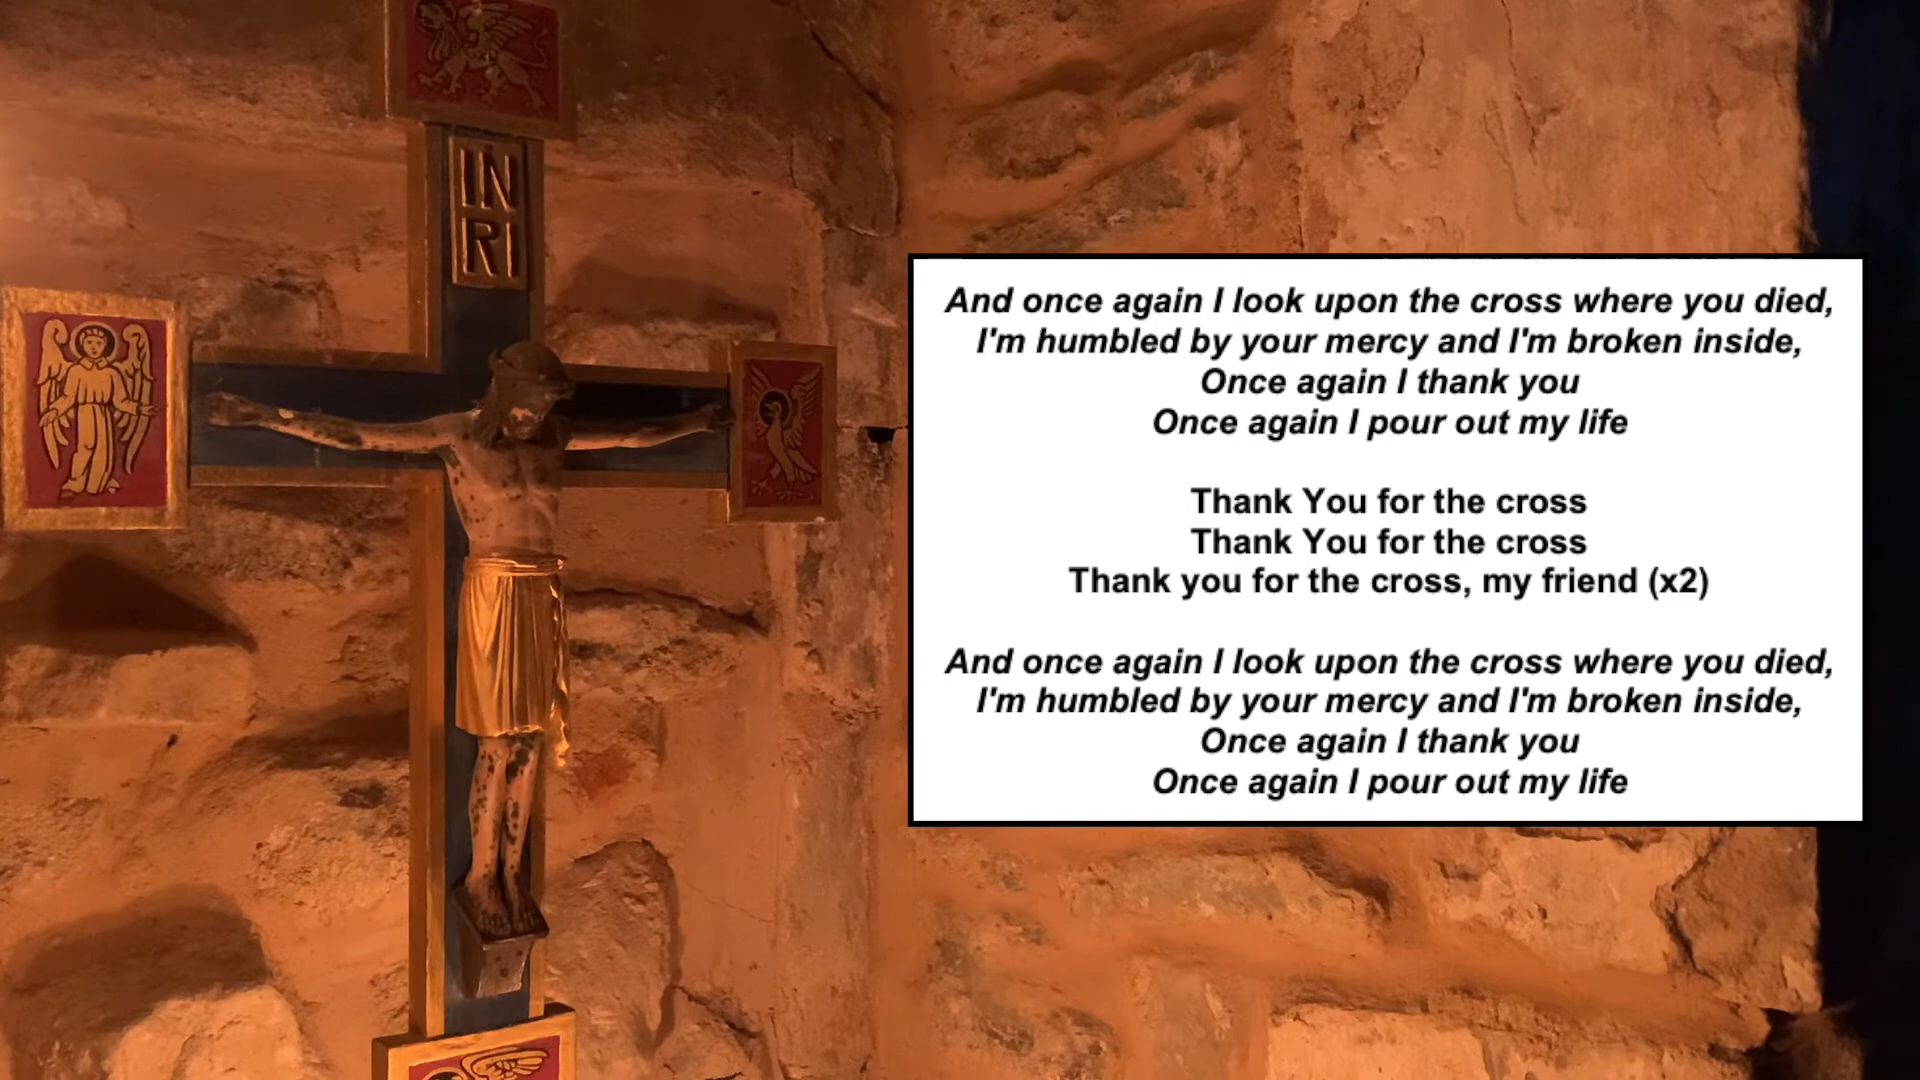 IN
RI
And once again I look upon the cross where you died,
I'm humbled by your mercy and I'm broken inside,
Once again I thank you
Once again I pour out my life
Thank You for the cross
Thank You for the cross
Thank you for the cross, my friend (x2)
And once again I look upon the cross where you died,
I'm humbled by your mercy and I'm broken inside,
Once again I thank you
Once again I pour out my life